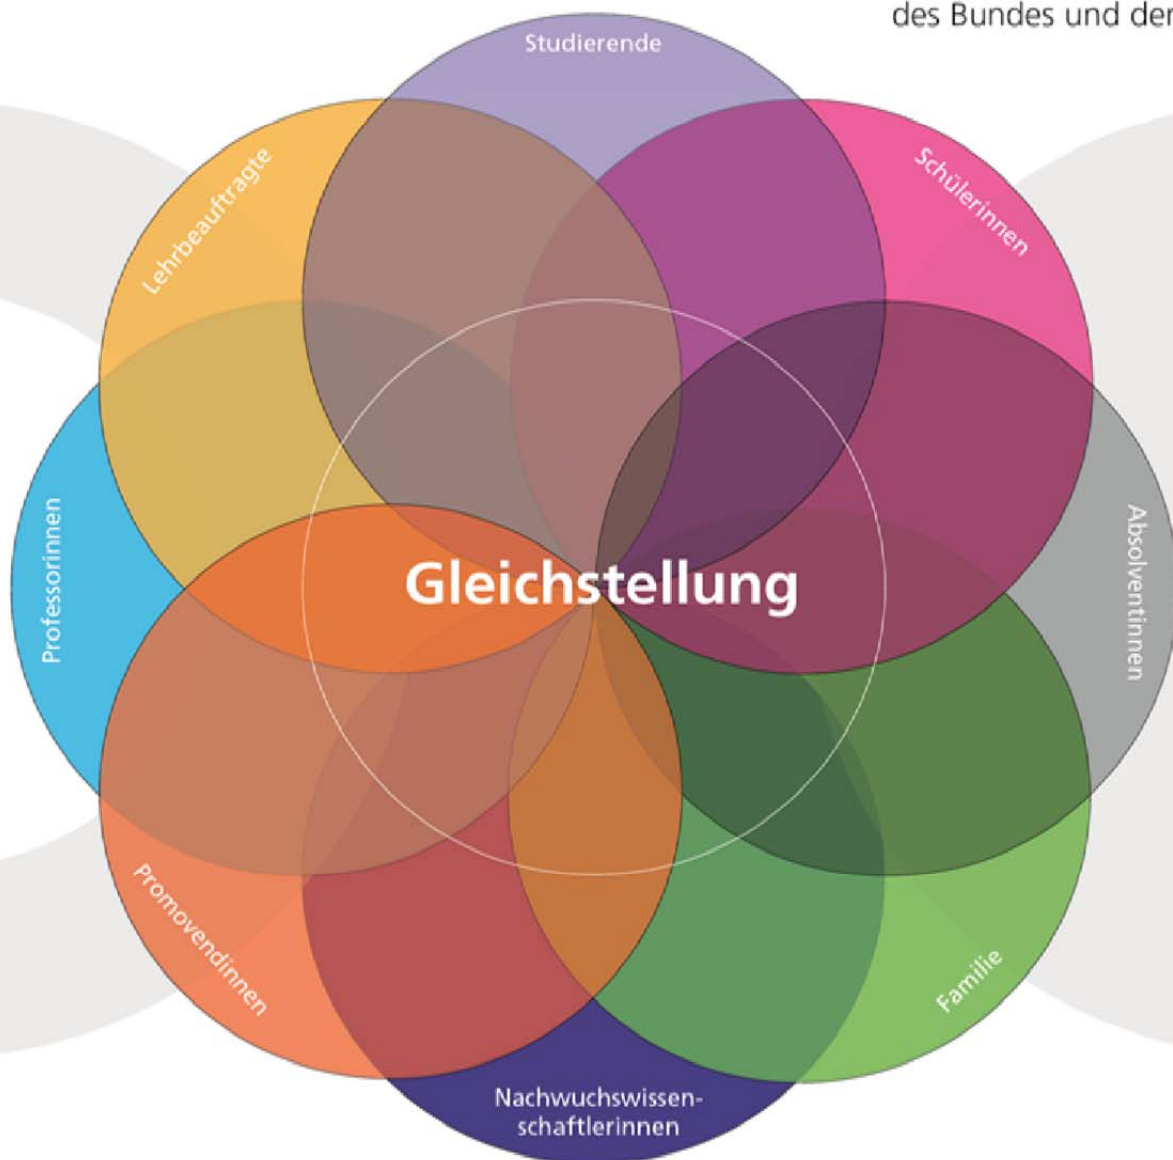 des Bundes und der
Studierende
Schülerinnen
Lehrbeauftragte
Professorinnen
Absolventinnen
Gleichstellung
Promovendinnen
Familie
Nachwuchswissen-
schaftlerinnen